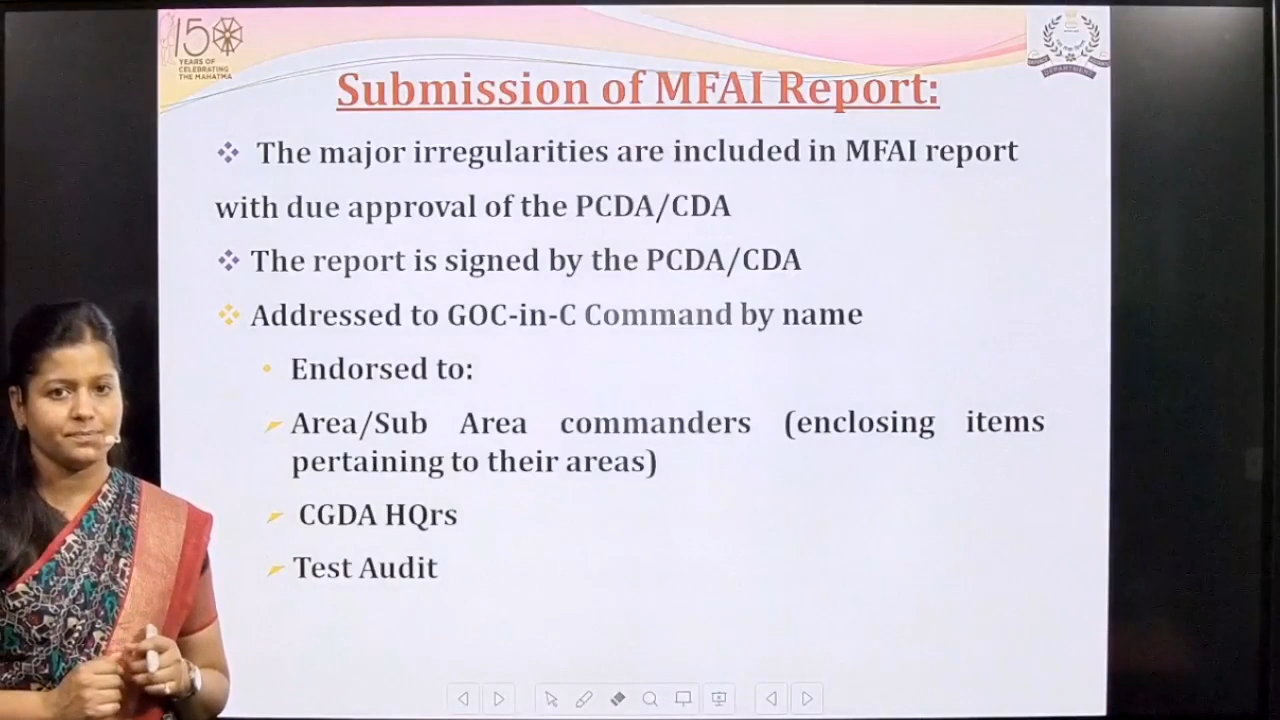 150
YEARS OF
CELEBRATING
THE MAHATMA
DEPARTMENT
Submission of MFAI Report:
❖ The major irregularities are included in MFAI report
with due approval of the PCDA/CDA
❖ The report is signed by the PCDA/CDA
❖ Addressed to GOC-in-C Command by name
• Endorsed to:
➢ Area/Sub Area commanders (enclosing items
pertaining to their areas)
➢ CGDA HQrs
➢ Test Audit